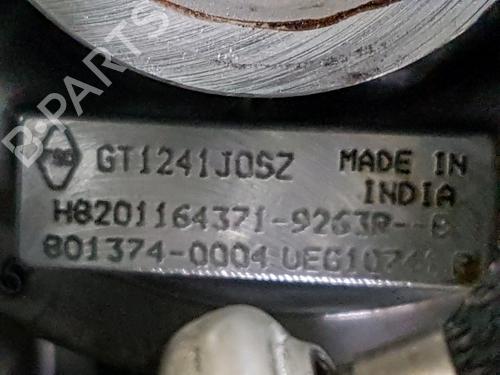 B-PARTS
GT1241JOSZ MADE IN
INDIA
H8201164371-9263R--B
801374-0004